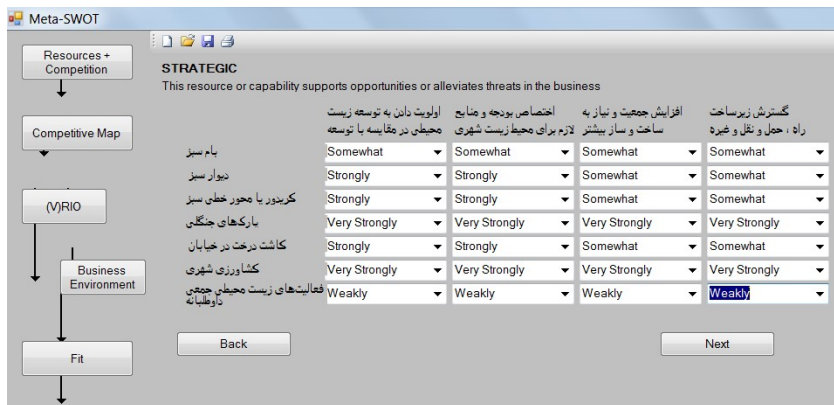 Meta-SWOT
Resources +
Competition
Competitive Map
(V)RIO
Business
Environment
Fit
STRATEGIC
This resource or capability supports opportunities or alleviates threats in the business
اولویت دادن به توسعه زیست
محیطی در مقایسه با توسعه
اختصاص بودجه و منابع
لازم برای محیط زیست شهری
افزایش جمعیت و نیاز به
ساخت و ساز بیشتر
گسترش زیرساخت
راه ، حمل و نقل و غیره
بام سبز
Somewhat Somewhat Somewhat Somewhat
دیوار سبز
Strongly Strongly Somewhat Somewhat
کریدور یا محور خطی سبز
Strongly Strongly Somewhat Somewhat
پارک‌های جنگلی
Very Strongly Very Strongly Very Strongly Very Strongly
کاشت درخت در خیابان
Strongly Strongly Somewhat Somewhat
کشاورزی شهری
Very Strongly Very Strongly Very Strongly Very Strongly
فعالیت‌های زیست محیطی جمعی
داوطلبانه
Weakly Weakly Weakly Weakly
Back
Next